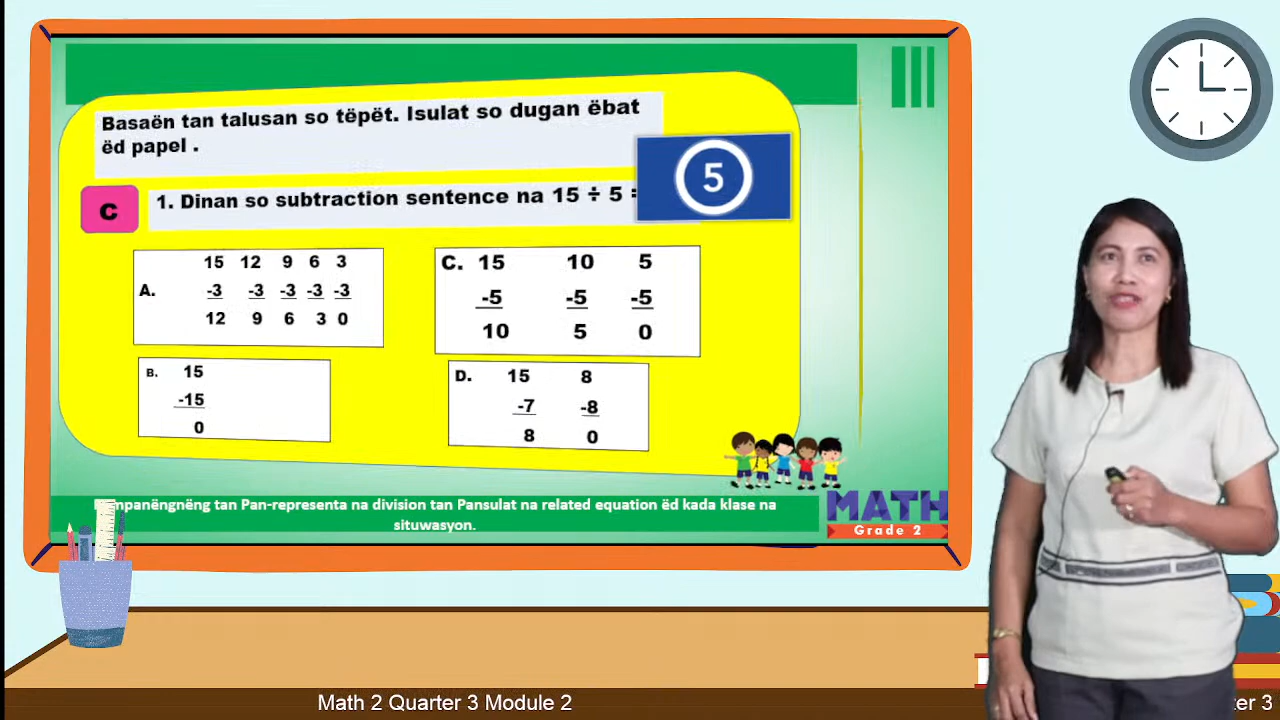 Basaën tan talusan so tëpët. Isulat so dugan ëbat
ëd papel .
5
C
1. Dinan so subtraction sentence na 15 ÷ 5
A.
15 12 9 6 3
-3 -3 -3 -3 -3
12 9 6 3 0
C. 15 10 5
-5 -5 -5
10 5 0
B. 15
-15
0
D. 15 8
-7 -8
8 0
tan Pan-representa na division tan Pansulat na related equation ëd kada klase na
situwasyon.
MATH
Grade 2
Math 2 Quarter 3 Module 2
er 3